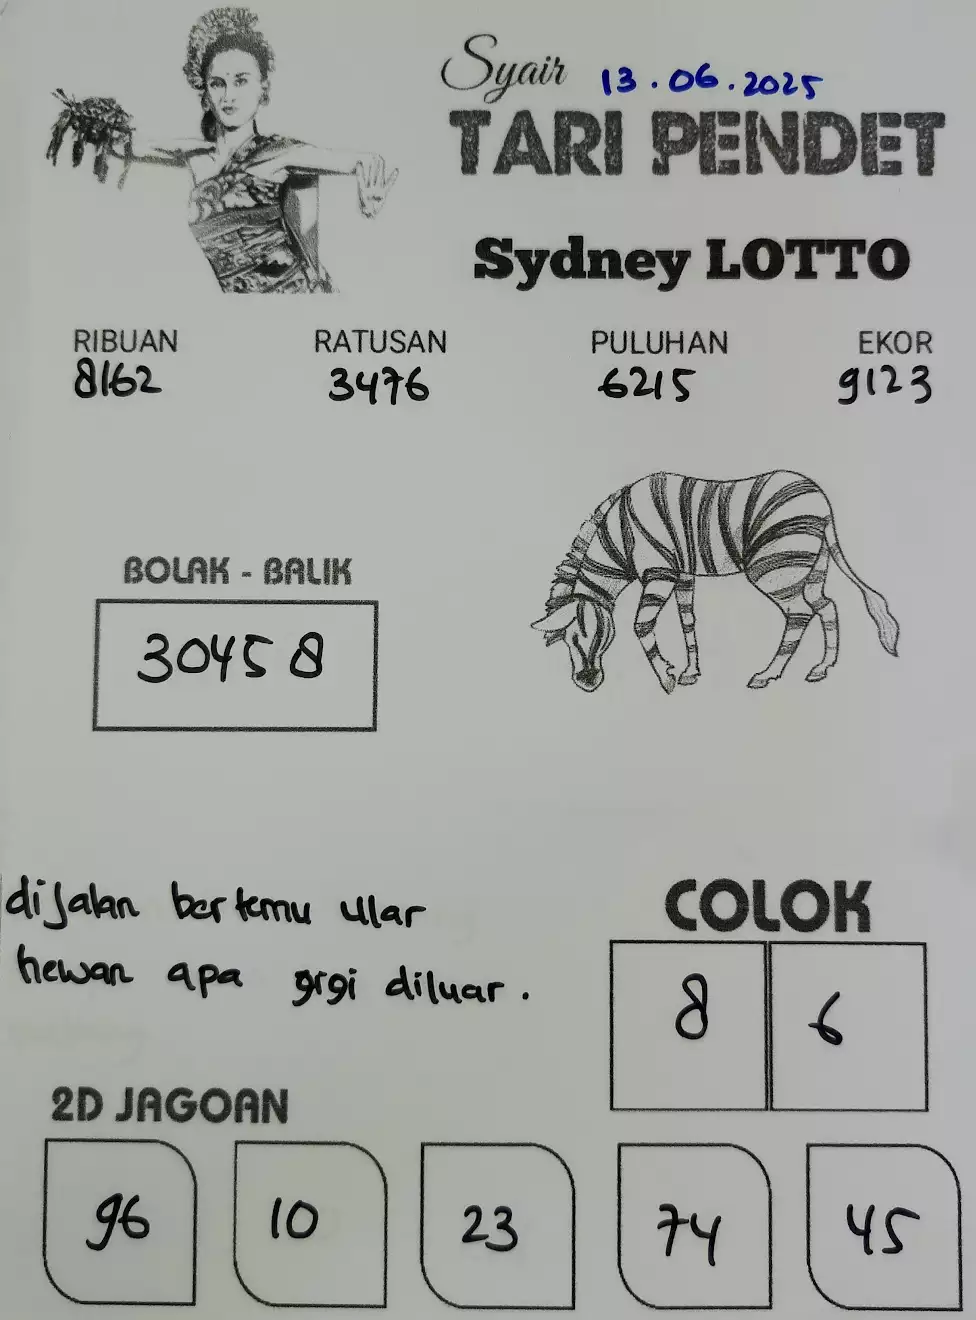 Syair 13.06.2025
TARI PENDET
Sydney LOTTO
RIBUAN RATUSAN PULUHAN EKOR
8162 3476 6215 9123
BOLAK - BALIK
30458
dijalan bertemu ular
hewan apa grgi diluar.
COLOK
8 6
2D JAGOAN
96 10 23 74 45